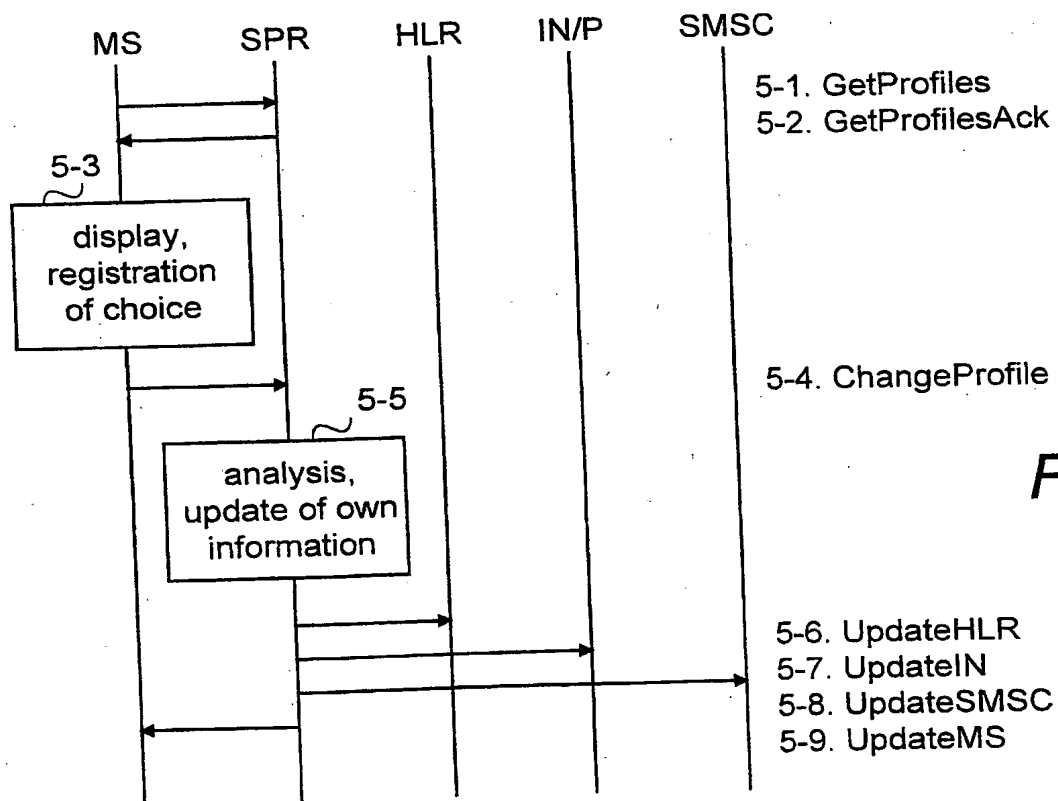 MS SPR HLR IN/P SMSC
5-1. GetProfiles
5-2. GetProfilesAck
5-3
display,
registration
of choice
5-4. ChangeProfile
5-5
analysis,
update of own
information
F
5-6. UpdateHLR
5-7. UpdateIN
5-8. UpdateSMSC
5-9. UpdateMS